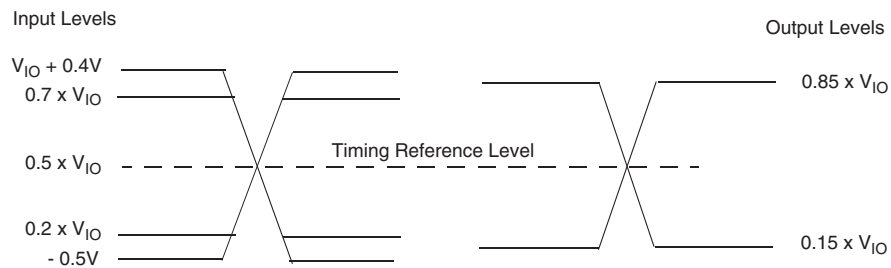 Input Levels
Output Levels
V_IO + 0.4V
0.85 x V_IO
0.7 x V_IO
Timing Reference Level
0.5 x V_IO
0.2 x V_IO
0.15 x V_IO
- 0.5V